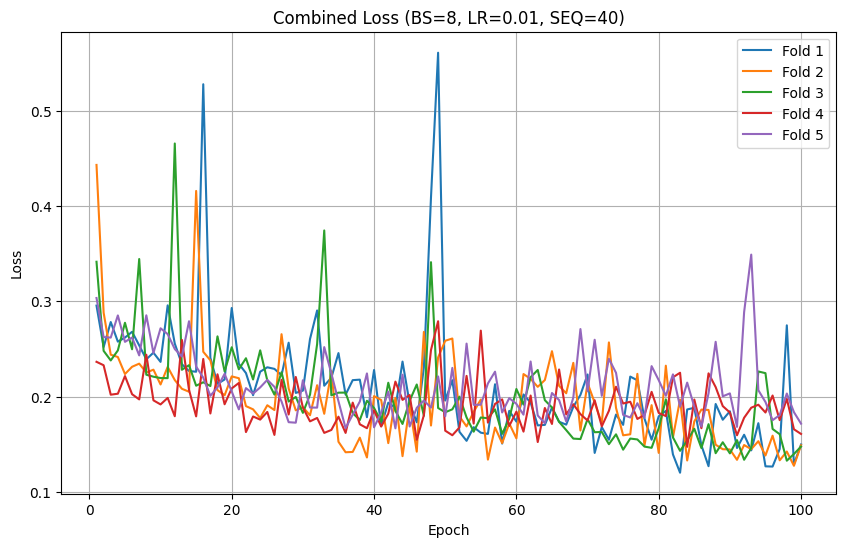 Combined Loss (BS=8, LR=0.01, SEQ=40)
Fold 1
Fold 2
Fold 3
Fold 4
Fold 5
0.5
0.4
0.3
0.2
0.1
Loss
0 20 40 60 80 100
Epoch